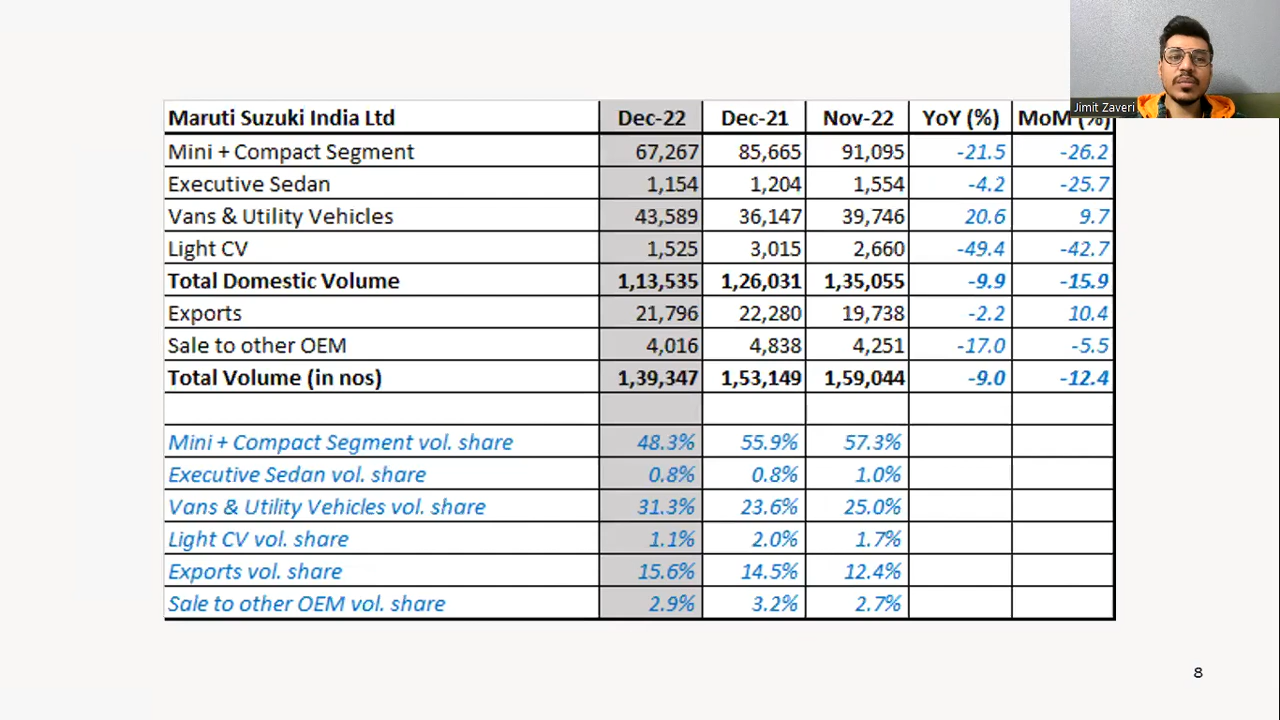 Jimit Zaveri
Maruti Suzuki India Ltd Dec-22 Dec-21 Nov-22 YoY (%) MoM (%)
Mini + Compact Segment 67,267 85,665 91,095 -21.5 -26.2
Executive Sedan 1,154 1,204 1,554 -4.2 -25.7
Vans & Utility Vehicles 43,589 36,147 39,746 20.6 9.7
Light CV 1,525 3,015 2,660 -49.4 -42.7
Total Domestic Volume 1,13,535 1,26,031 1,35,055 -9.9 -15.9
Exports 21,796 22,280 19,738 -2.2 10.4
Sale to other OEM 4,016 4,838 4,251 -17.0 -5.5
Total Volume (in nos) 1,39,347 1,53,149 1,59,044 -9.0 -12.4
Mini + Compact Segment vol. share 48.3% 55.9% 57.3%
Executive Sedan vol. share 0.8% 0.8% 1.0%
Vans & Utility Vehicles vol. share 31.3% 23.6% 25.0%
Light CV vol. share 1.1% 2.0% 1.7%
Exports vol. share 15.6% 14.5% 12.4%
Sale to other OEM vol. share 2.9% 3.2% 2.7%
8